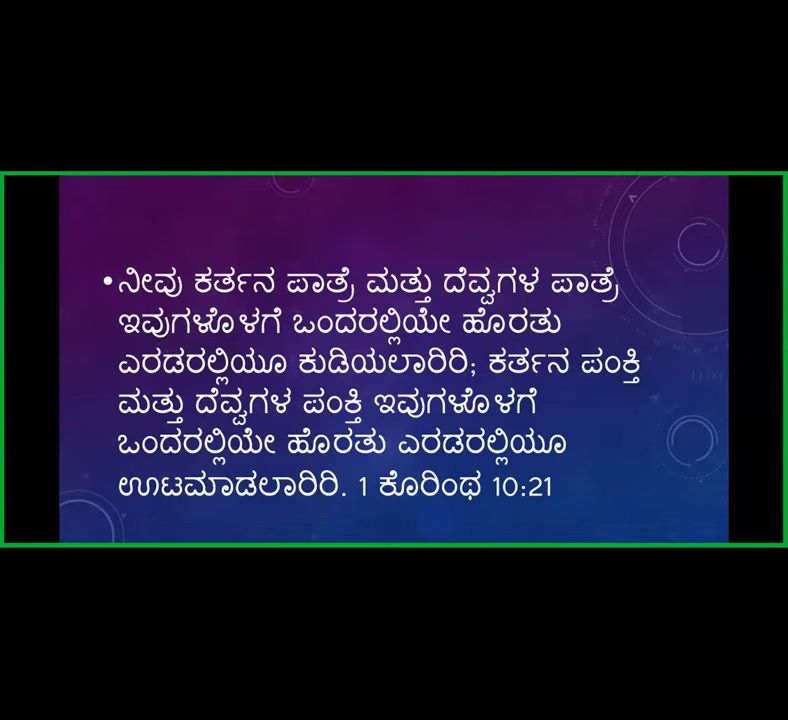 •ನೀವು ಕರ್ತನ ಪಾತ್ರೆ ಮತ್ತು ದೆವ್ವಗಳ ಪಾತ್ರೆ
ಇವುಗಳೊಳಗೆ ಒಂದರಲ್ಲಿಯೇ ಹೊರತು
ಎರಡರಲ್ಲಿಯೂ ಕುಡಿಯಲಾರಿರಿ; ಕರ್ತನ ಪಂಕ್ತಿ
ಮತ್ತು ದೆವ್ವಗಳ ಪಂಕ್ತಿ ಇವುಗಳೊಳಗೆ
ಒಂದರಲ್ಲಿಯೇ ಹೊರತು ಎರಡರಲ್ಲಿಯೂ
ಊಟಮಾಡಲಾರಿರಿ. 1 ಕೊರಿಂಥ 10:21